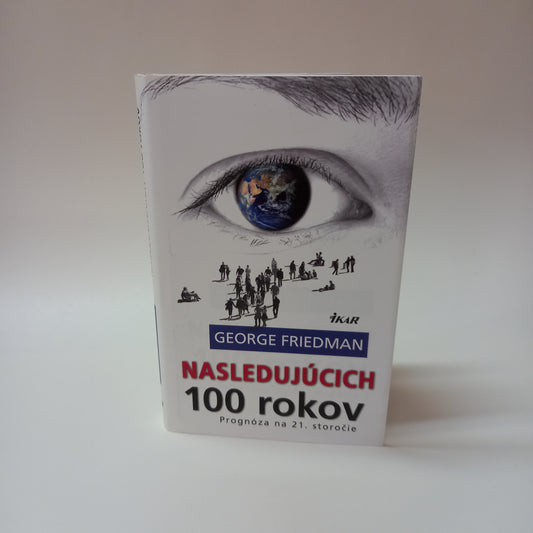 iKAR
GEORGE FRIEDMAN
NASLEDUJÚCICH
100 rokov
Prognóza na 21. storočie